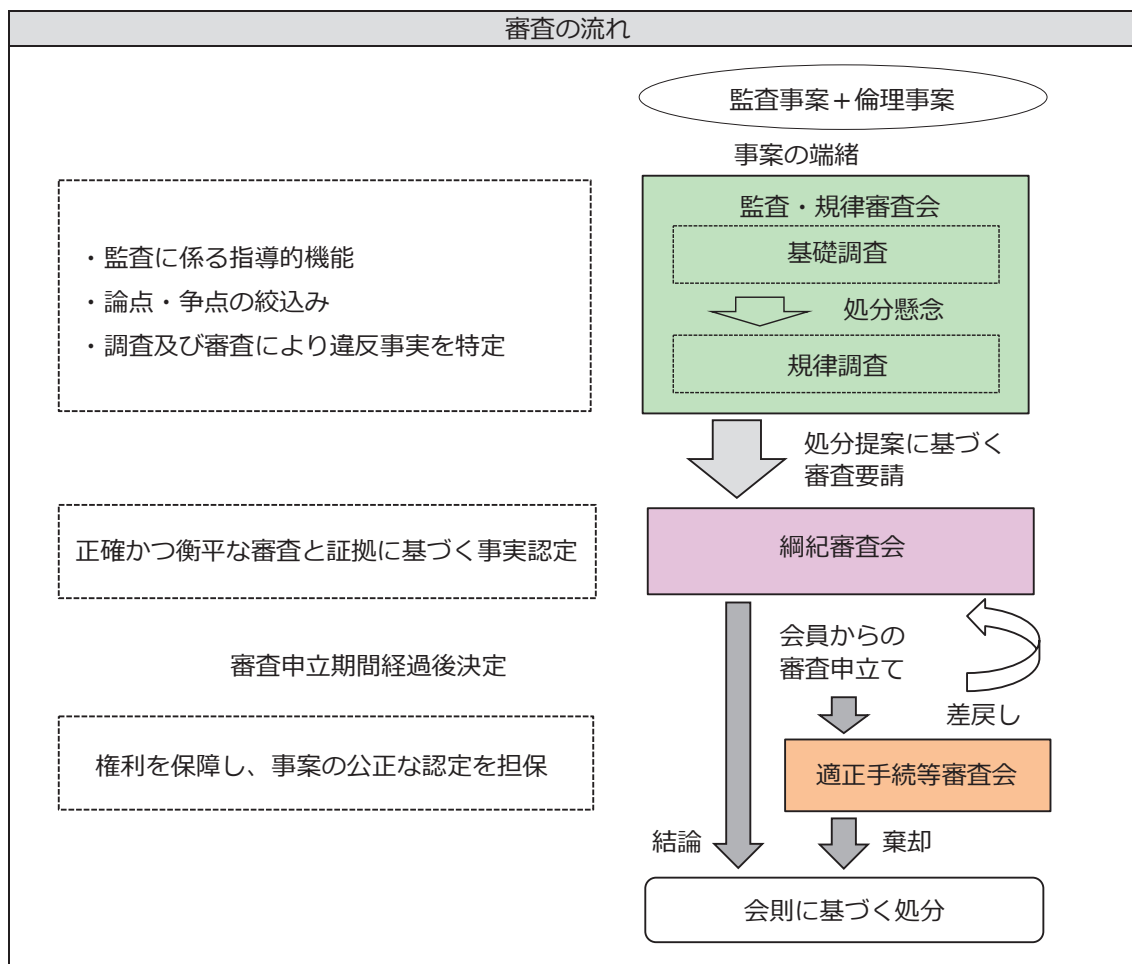 審査の流れ
監査事案＋倫理事案
事案の端緒
・監査に係る指導的機能
・論点・争点の絞込み
・調査及び審査により違反事実を特定
監査・規律審査会
基礎調査
処分懸念
規律調査
処分提案に基づく
審査要請
正確かつ衡平な審査と証拠に基づく事実認定
綱紀審査会
審査申立期間経過後決定
会員からの
審査申立て
差戻し
権利を保障し、事案の公正な認定を担保
適正手続等審査会
結論
棄却
会則に基づく処分